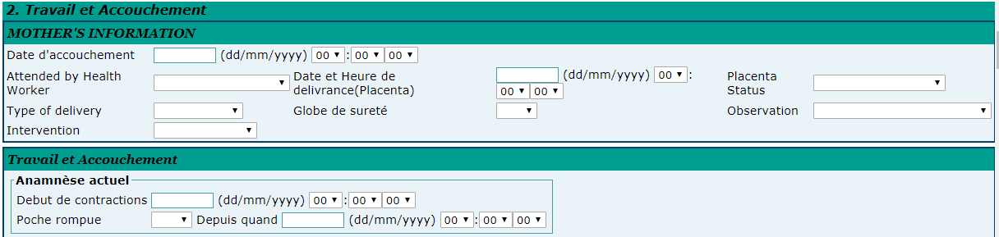 2. Travail et Accouchement
MOTHER'S INFORMATION
Date d'accouchement (dd/mm/yyyy) 00 : 00 00
Attended by Health Worker Date et Heure de delivrance(Placenta) (dd/mm/yyyy) 00 : 00 00 Placenta Status
Type of delivery Globe de sureté Observation
Intervention
Travail et Accouchement
Anamnèse actuel
Debut de contractions (dd/mm/yyyy) 00 : 00 00
Poche rompue Depuis quand (dd/mm/yyyy) 00 : 00 00